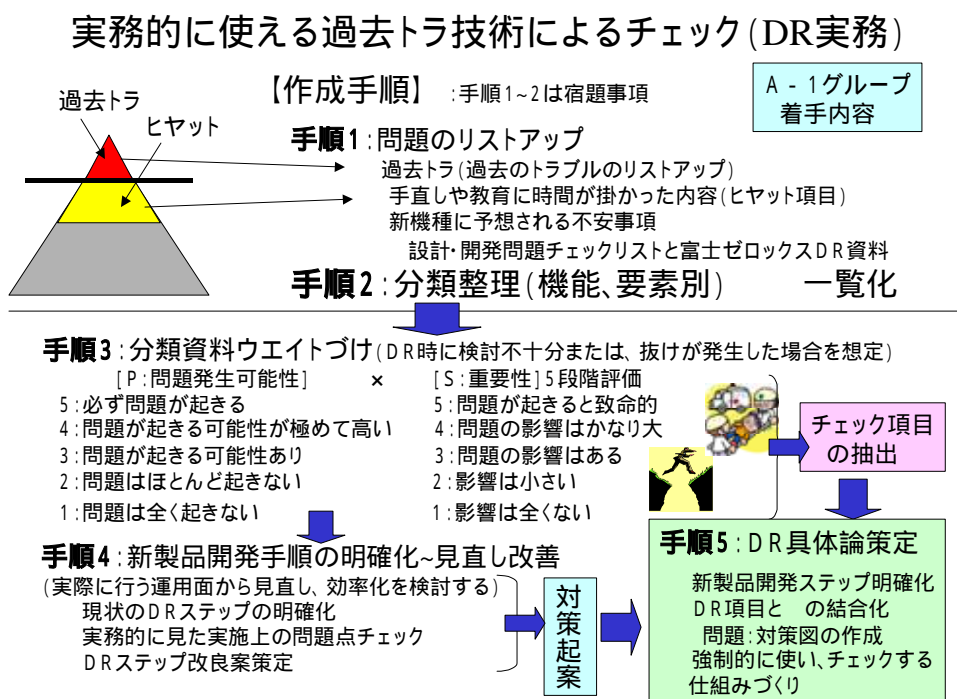 実務的に使える過去トラ技術によるチェック(DR実務)
【作成手順】 :手順1~2は宿題事項
A - 1グループ
着手内容
過去トラ
ヒヤット
手順1:問題のリストアップ
過去トラ(過去のトラブルのリストアップ)
手直しや教育に時間が掛かった内容(ヒヤット項目)
新機種に予想される不安事項
設計・開発問題チェックリストと富士ゼロックスDR資料
手順2:分類整理(機能、要素別) 一覧化
手順3:分類資料ウエイトづけ(DR時に検討不十分または、抜けが発生した場合を想定)
[P:問題発生可能性] × [S:重要性]5段階評価
5:必ず問題が起きる
4:問題が起きる可能性が極めて高い
3:問題が起きる可能性あり
2:問題はほとんど起きない
1:問題は全く起きない
5:問題が起きると致命的
4:問題の影響はかなり大
3:問題の影響はある
2:影響は小さい
1:影響は全くない
チェック項目
の抽出
手順4:新製品開発手順の明確化~見直し改善
(実際に行う運用面から見直し、効率化を検討する)
現状のDRステップの明確化
実務的に見た実施上の問題点チェック
DRステップ改良案策定
対策起案
手順5:DR具体論策定
新製品開発ステップ明確化
DR項目と の結合化
問題:対策図の作成
強制的に使い、チェックする
仕組みづくり